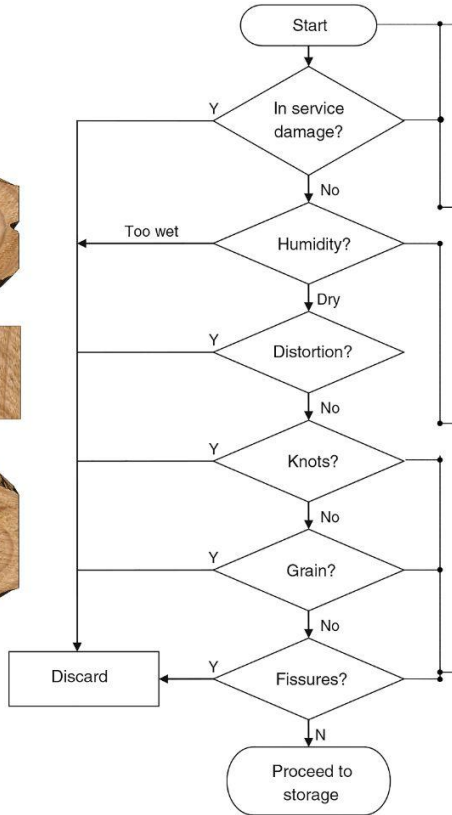 Start
Y
In service
damage?
No
Too wet
Humidity?
Dry
Y
Distortion?
No
Y
Knots?
No
Y
Grain?
No
Discard
Y
Fissures?
N
Proceed to
storage